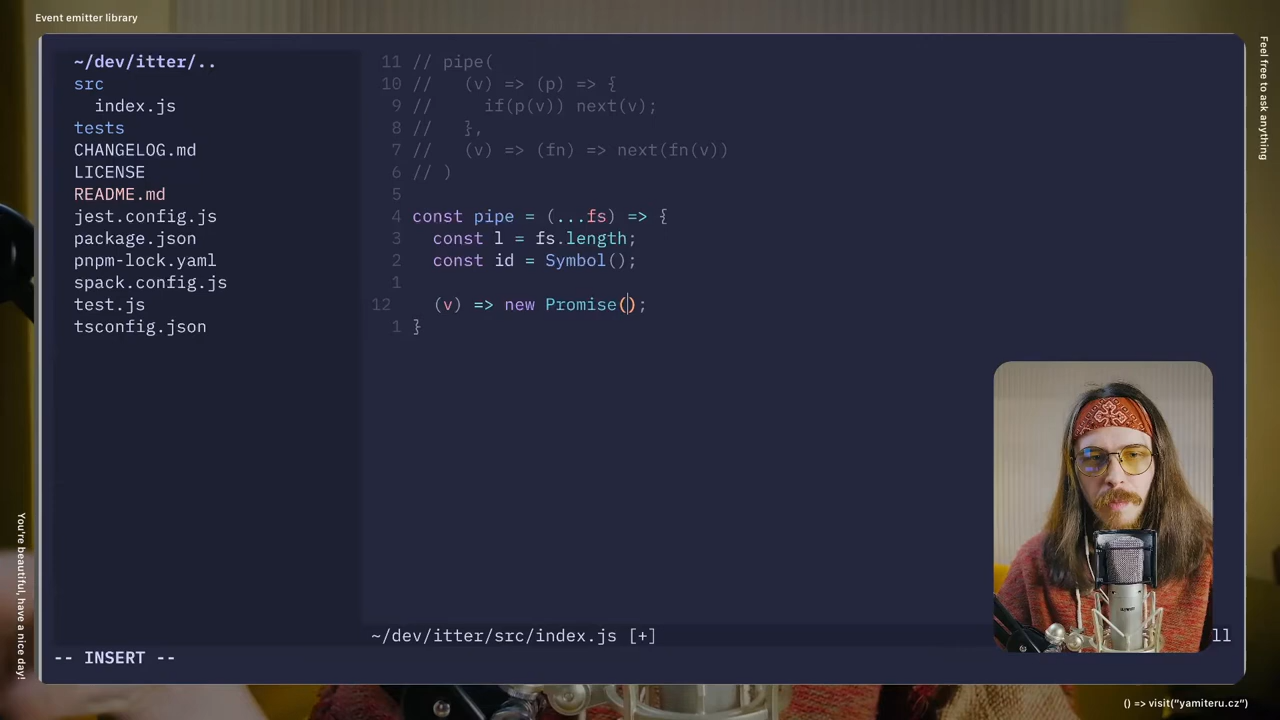 Event emitter library
Feel free to ask anything
You're beautiful, have a nice day!
~/dev/itter/..
src
index.js
tests
CHANGELOG.md
LICENSE
README.md
jest.config.js
package.json
pnpm-lock.yaml
spack.config.js
test.js
tsconfig.json
11 // pipe(
10 //   (v) => (p) => {
9 //     if(p(v)) next(v);
8 //   },
7 //   (v) => (fn) => next(fn(v))
6 // )
5
4 const pipe = (...fs) => {
3   const l = fs.length;
2   const id = Symbol();
1
12   (v) => new Promise();
1 }
~/dev/itter/src/index.js [+]
ll
-- INSERT --
() => visit("yamiteru.cz")